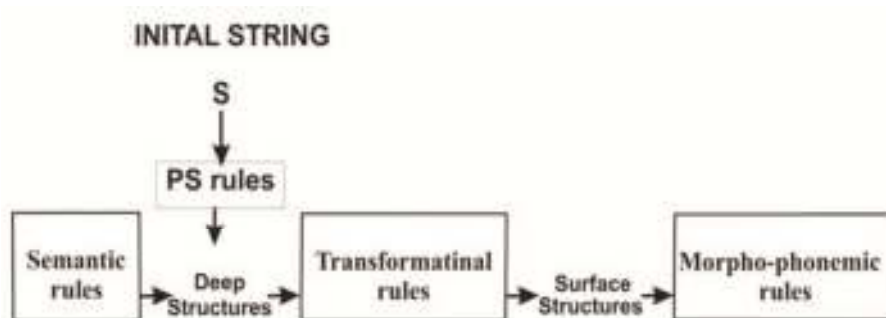 INITAL STRING
S
PS rules
Semantic
rules
Deep
Structures
Transformatinal
rules
Surface
Structures
Morpho-phonemic
rules